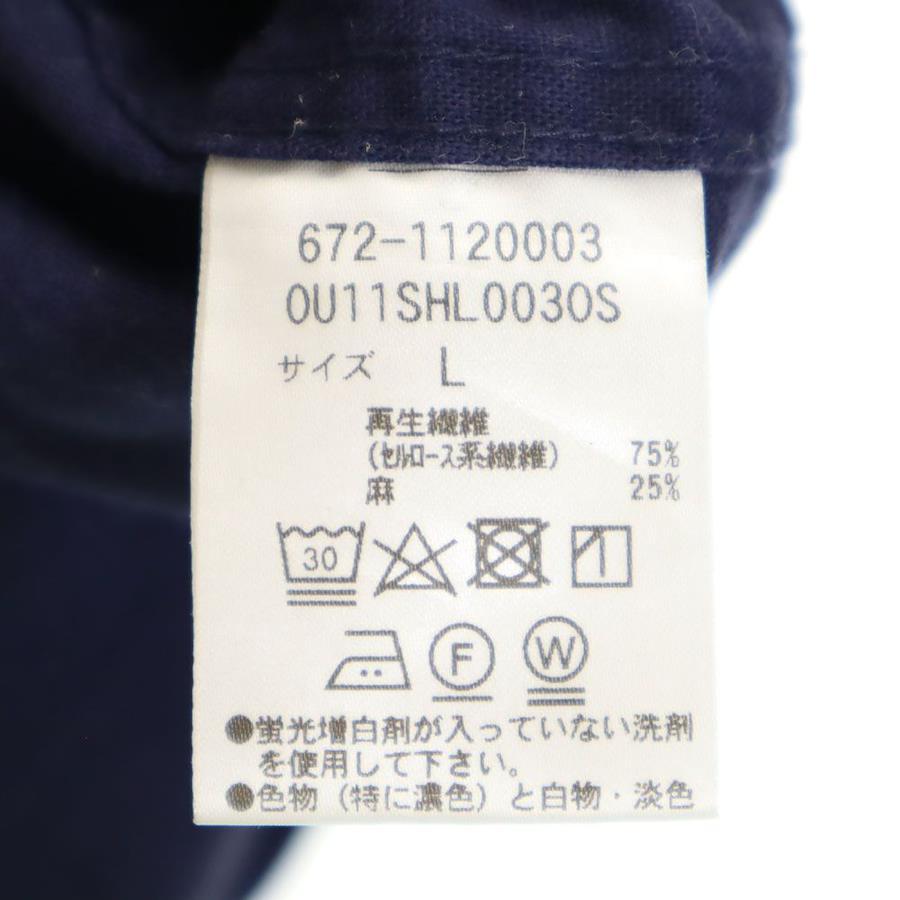 672-1120003
0U11SHL0030S
サイズ L
再生繊維
(セルロース系繊維) 75%
麻 25%
30
F W
●蛍光増白剤が入っていない洗剤
を使用して下さい。
●色物(特に濃色)と白物・淡色